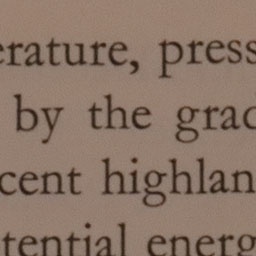 erature, press
by the grad
cent highlan
tential energ